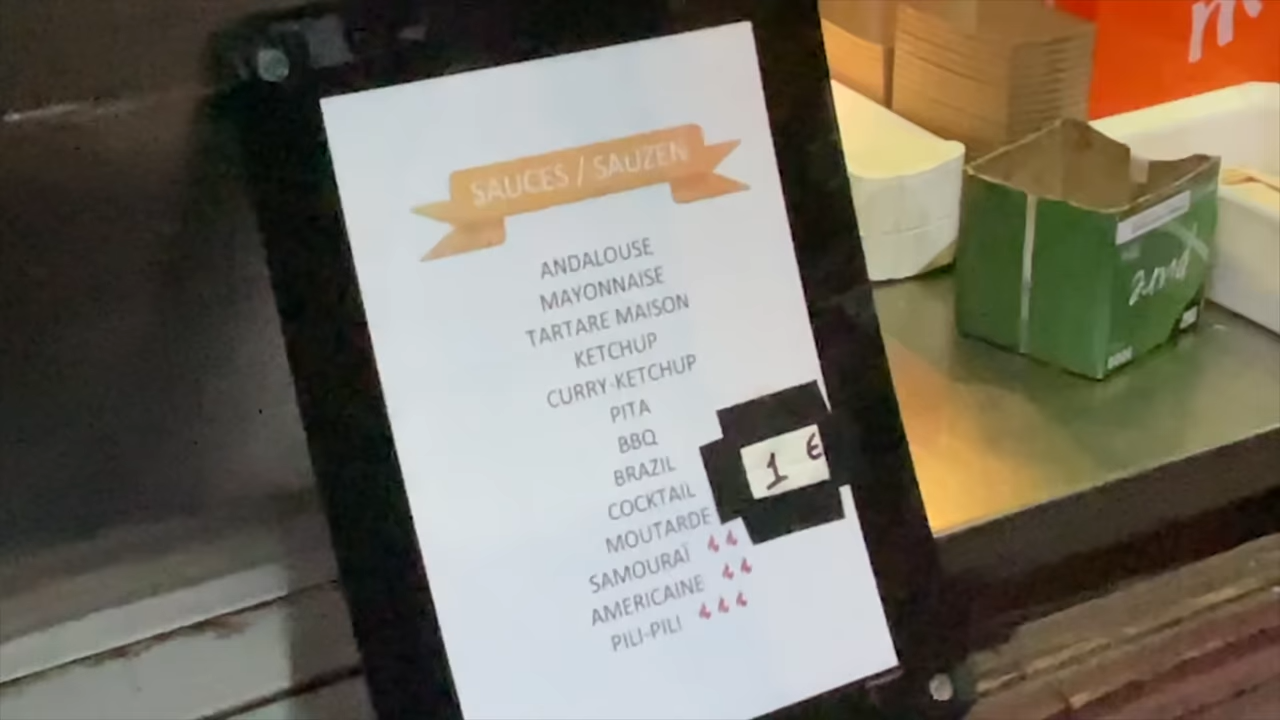 SAUCES / SAUZEN
ANDALOUSE
MAYONNAISE
TARTARE MAISON
KETCHUP
CURRY-KETCHUP
PITA
BBQ
BRAZIL
COCKTAIL
MOUTARDE
SAMOURAÏ
AMERICAINE
PILI-PILI
1 €